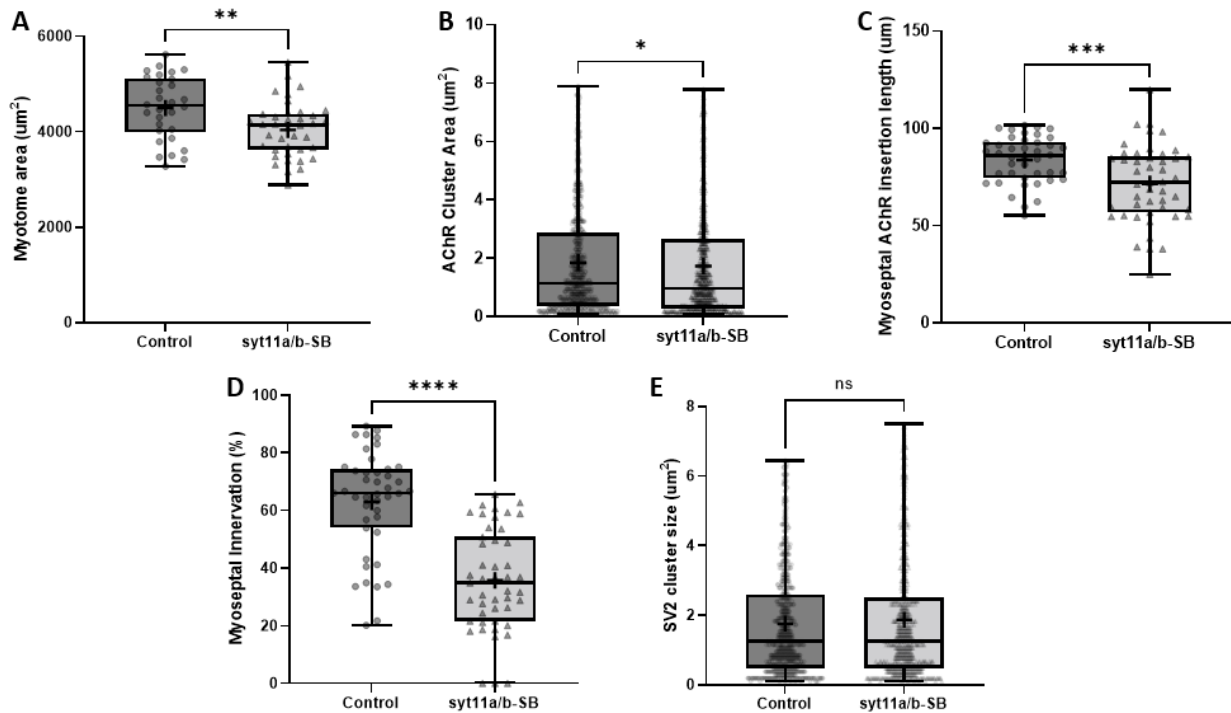 A
**
Myotome area (um²)
6000
4000
2000
0
Control
syt11a/b-SB
B
*
AChR Cluster Area (um²)
10
8
6
4
2
0
Control
syt11a/b-SB
C
***
Myoseptal AChR Insertion length (um)
150
100
50
0
Control
syt11a/b-SB
D
****
Myoseptal Innervation (%)
100
80
60
40
20
0
Control
syt11a/b-SB
E
ns
SV2 cluster size (um²)
8
6
4
2
0
Control
syt11a/b-SB